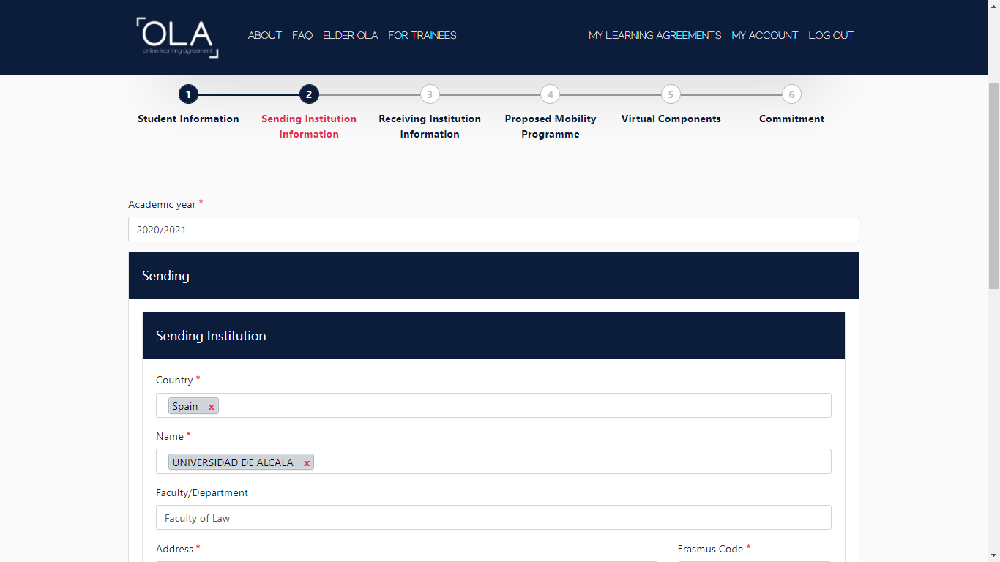 OLA
online learning agreement
ABOUT FAQ ELDER OLA FOR TRAINEES MY LEARNING AGREEMENTS MY ACCOUNT LOG OUT
1 2 3 4 5 6
Student Information Sending Institution Receiving Institution Proposed Mobility Virtual Components Commitment
Information Information Programme
Academic year *
2020/2021
Sending
Sending Institution
Country *
Spain x
Name *
UNIVERSIDAD DE ALCALA x
Faculty/Department
Faculty of Law
Address * Erasmus Code *